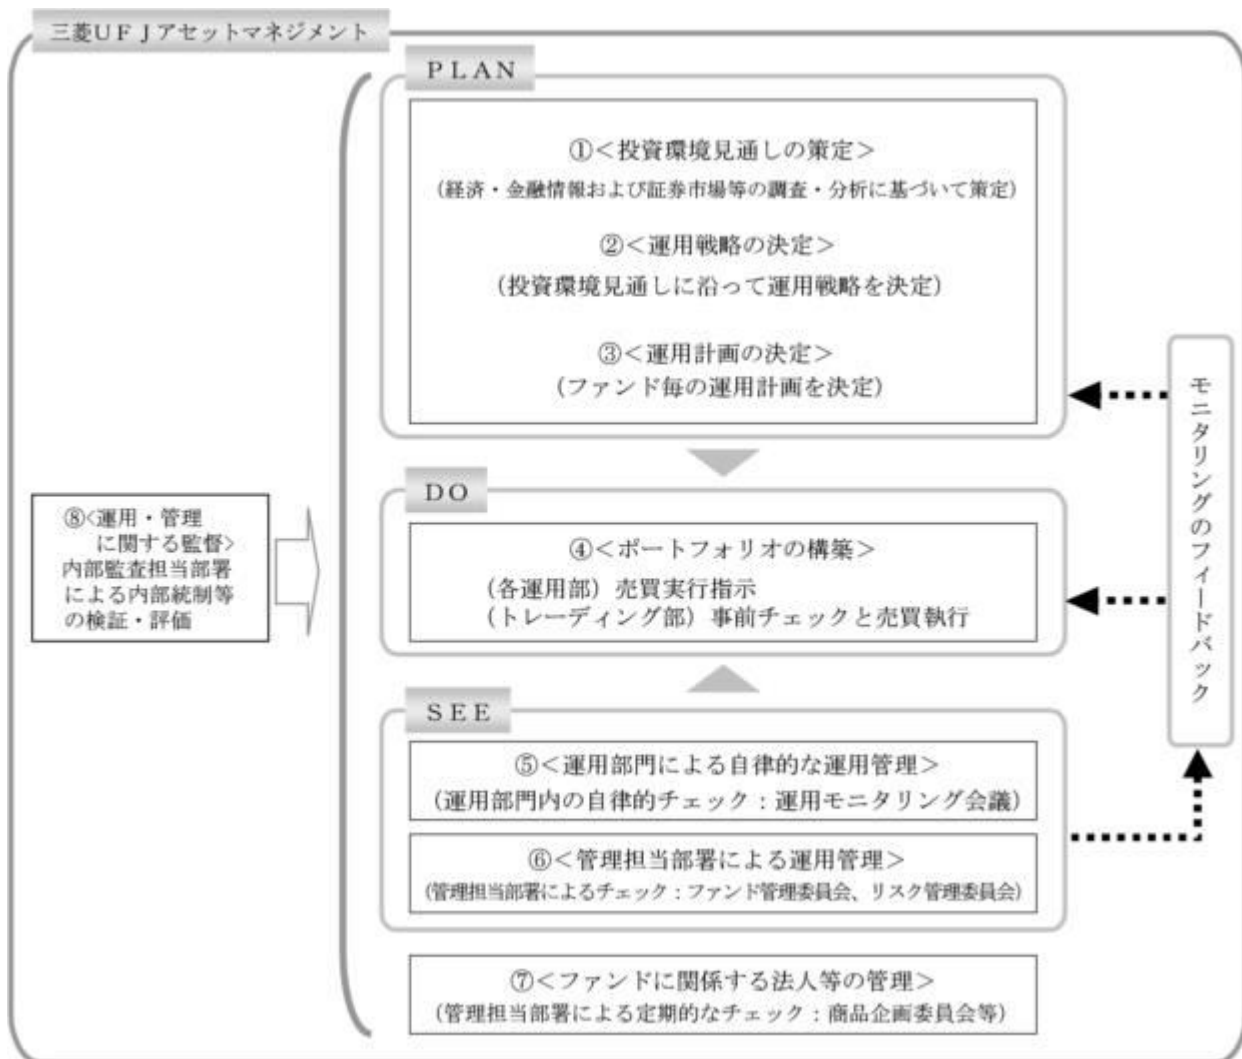 三菱ＵＦＪアセットマネジメント
ＰＬＡＮ
①＜投資環境見通しの策定＞
（経済・金融情報および証券市場等の調査・分析に基づいて策定）
②＜運用戦略の決定＞
（投資環境見通しに沿って運用戦略を決定）
③＜運用計画の決定＞
（ファンド毎の運用計画を決定）
ＤＯ
④＜ポートフォリオの構築＞
（各運用部）売買実行指示
（トレーディング部）事前チェックと売買執行
ＳＥＥ
⑤＜運用部門による自律的な運用管理＞
（運用部門内の自律的チェック：運用モニタリング会議）
⑥＜管理担当部署による運用管理＞
（管理担当部署によるチェック：ファンド管理委員会、リスク管理委員会）
⑦＜ファンドに関係する法人等の管理＞
（管理担当部署による定期的なチェック：商品企画委員会等）
⑧<運用・管理
に関する監督>
内部監査担当部署
による内部統制等
の検証・評価
モニタリングのフィードバック